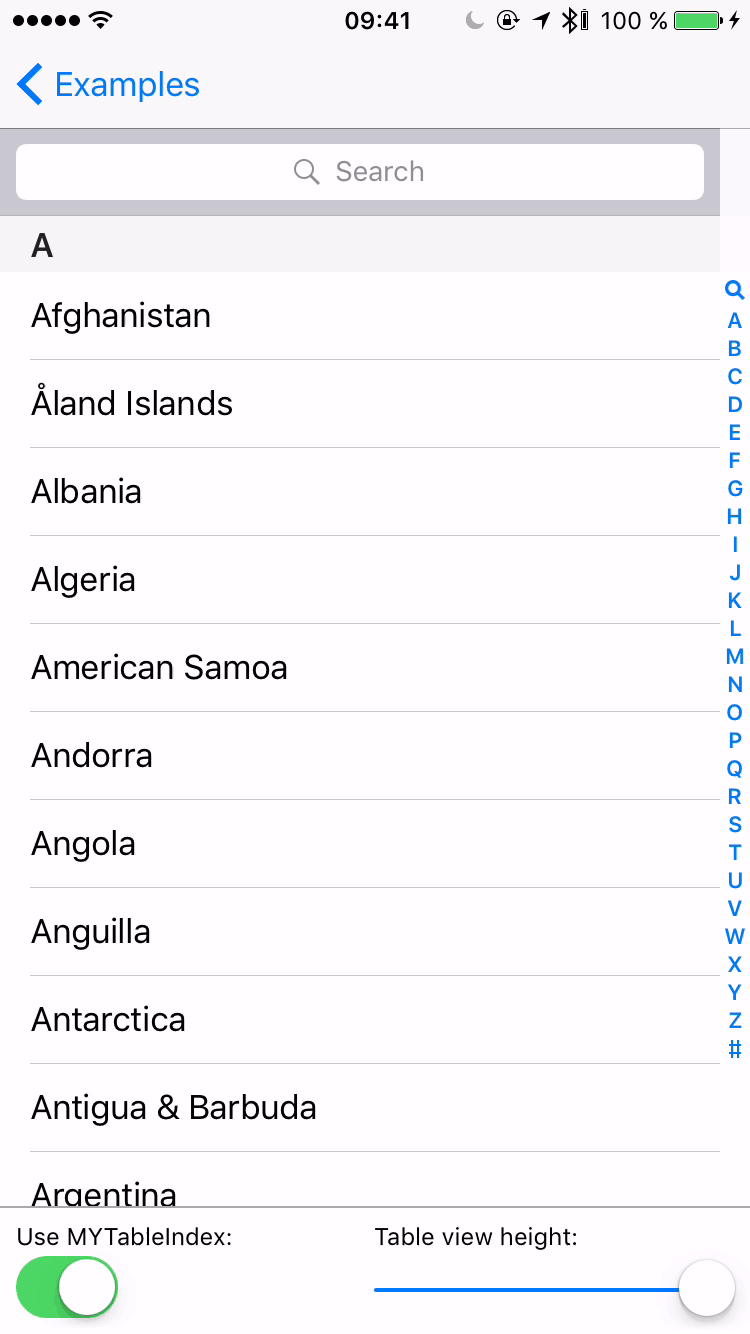 09:41 100 %
Examples
Search
A
Afghanistan
Åland Islands
Albania
Algeria
American Samoa
Andorra
Angola
Anguilla
Antarctica
Antigua & Barbuda
Argentina
A
B
C
D
E
F
G
H
I
J
K
L
M
N
O
P
Q
R
S
T
U
V
W
X
Y
Z
#
Use MYTableIndex:
Table view height: